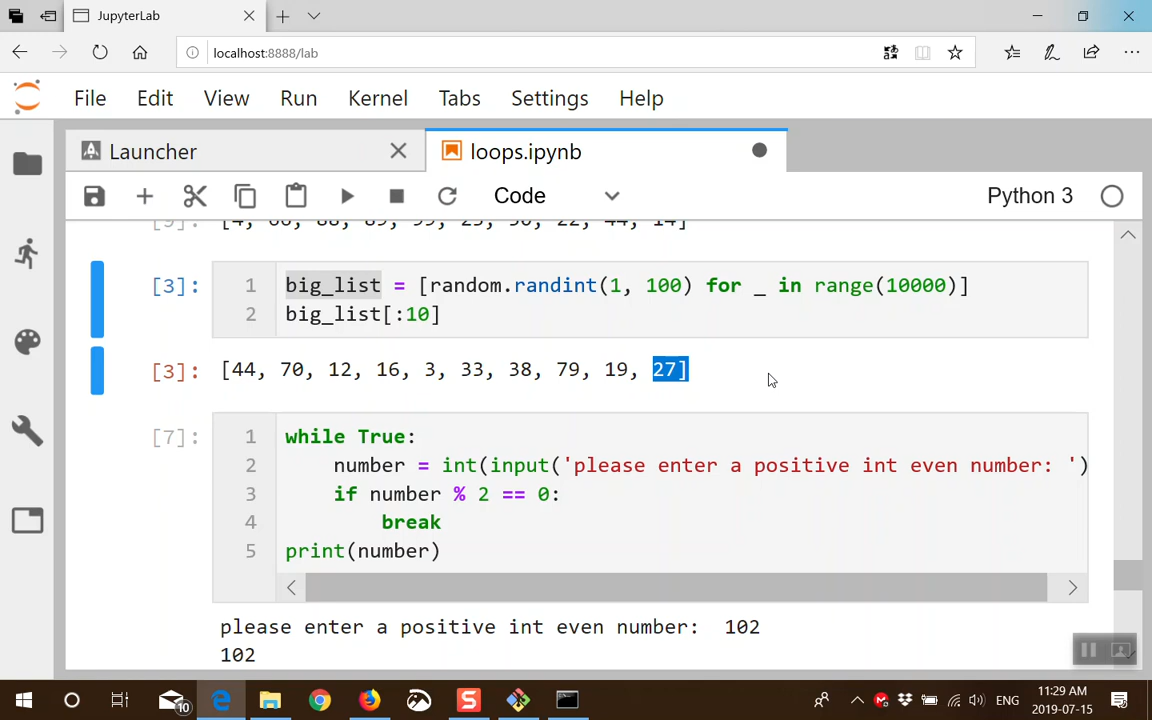 JupyterLab
localhost:8888/lab
File Edit View Run Kernel Tabs Settings Help
Launcher
loops.ipynb
Code
Python 3
[3]:
1 big_list = [random.randint(1, 100) for _ in range(10000)]
2 big_list[:10]
[3]: [44, 70, 12, 16, 3, 33, 38, 79, 19, 27]
[7]:
1 while True:
2 number = int(input('please enter a positive int even number: ')
3 if number % 2 == 0:
4 break
5 print(number)
please enter a positive int even number: 102
102
10
ENG
11:29 AM
2019-07-15